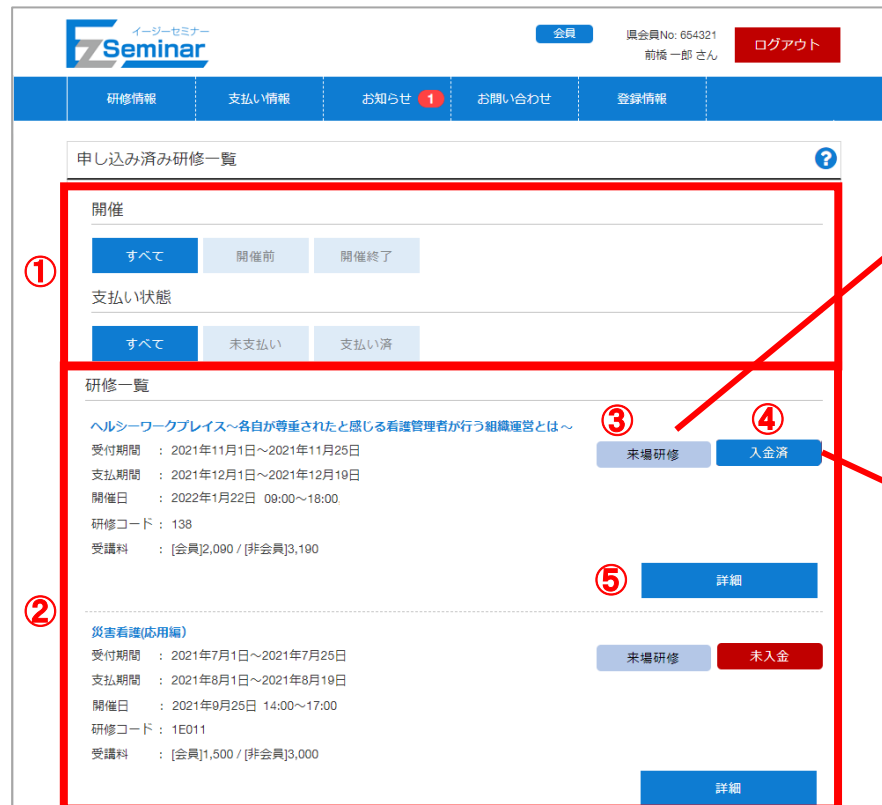 イージーセミナー
EzSeminar
会員
県会員No: 654321
前橋 一郎 さん
ログアウト
研修情報
支払い情報
お知らせ 1
お問い合わせ
登録情報
申し込み済み研修一覧
?
①
開催
すべて
開催前
開催終了
支払い状態
すべて
未支払い
支払い済
②
研修一覧
ヘルシーワークプレイス～各自が尊重されたと感じる看護管理者が行う組織運営とは～
③
④
受付期間 : 2021年11月1日～2021年11月25日
来場研修
入金済
支払期間 : 2021年12月1日～2021年12月19日
開催日 : 2022年1月22日 09:00～18:00
研修コード : 138
受講料 : [会員]2,090 / [非会員]3,190
⑤
詳細
災害看護(応用編)
受付期間 : 2021年7月1日～2021年7月25日
来場研修
未入金
支払期間 : 2021年8月1日～2021年8月19日
開催日 : 2021年9月25日 14:00～17:00
研修コード : 1E011
受講料 : [会員]1,500 / [非会員]3,000
詳細